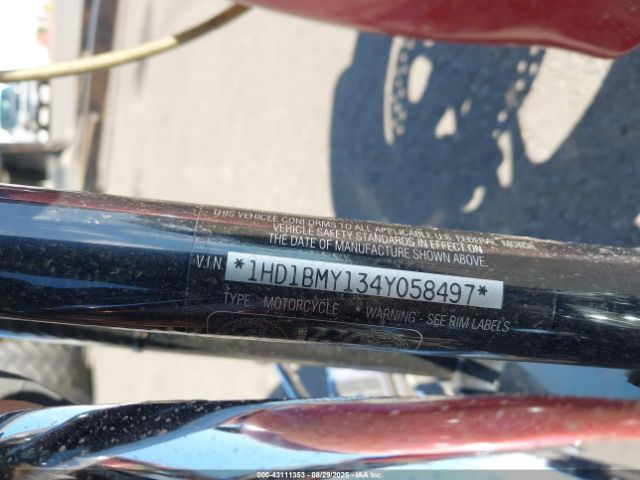 THIS VEHICLE CONFORMS TO ALL APPLICABLE FEDERAL MOTOR
VEHICLE SAFETY STANDARDS IN EFFECT ON
THE DATE OF MANUFACTURE SHOWN ABOVE.
V.I.N. *1HD1BMY134Y058497*
TYPE MOTORCYCLE * WARNING - SEE RIM LABELS
000-43111353 - 08/29/2025 - IAA Inc.